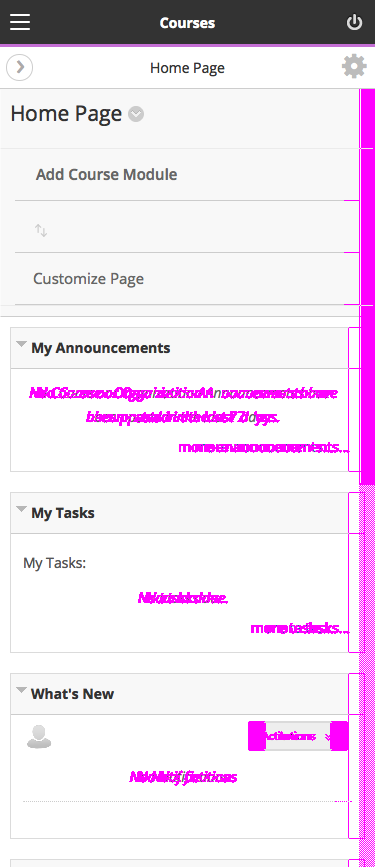 Courses
Home Page
Home Page
Add Course Module
Customize Page
My Announcements
No Course or Organization Announcements have
been posted in the last 7 days.
more announcements...
My Tasks
My Tasks:
No tasks due.
more tasks...
What's New
Actions
No Notifications